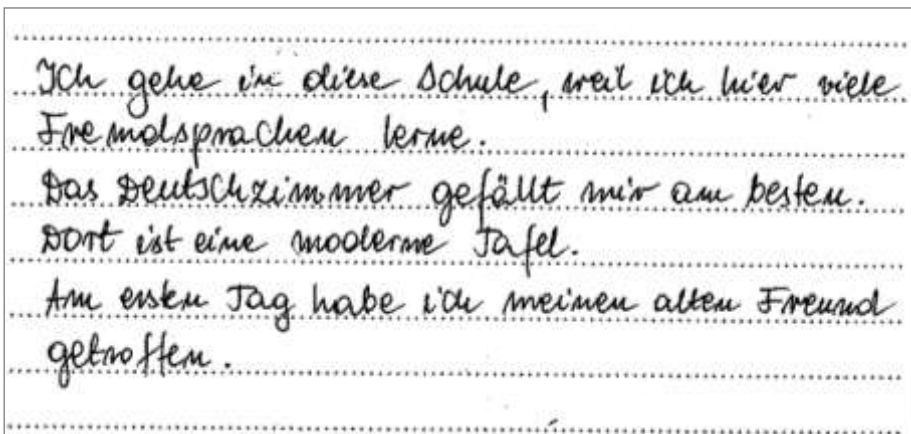 Ich gehe in diese Schule, weil ich hier viele
Fremdsprachen lerne.
Das Deutschzimmer gefällt mir am besten.
Dort ist eine moderne Tafel.
Am ersten Tag habe ich meinen alten Freund
getroffen.